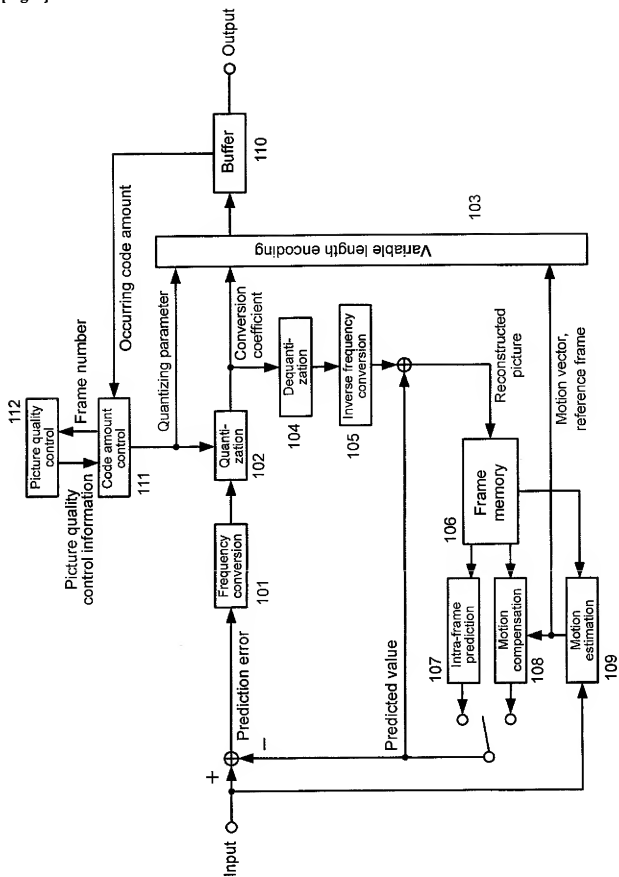 Input
+
−
Prediction error
Frequency
conversion
101
Quanti-
zation
102
Picture quality
control
112
Picture quality
control information
Frame number
Code amount
control
111
Occurring code amount
Quantizing parameter
Conversion
coefficient
Variable length encoding
103
Buffer
110
Output
Dequanti-
zation
104
Inverse frequency
conversion
105
Reconstructed
picture
Predicted value
106
Frame
memory
107
Intra-frame
prediction
Motion
compensation
108
Motion
estimation
109
Motion vector,
reference frame